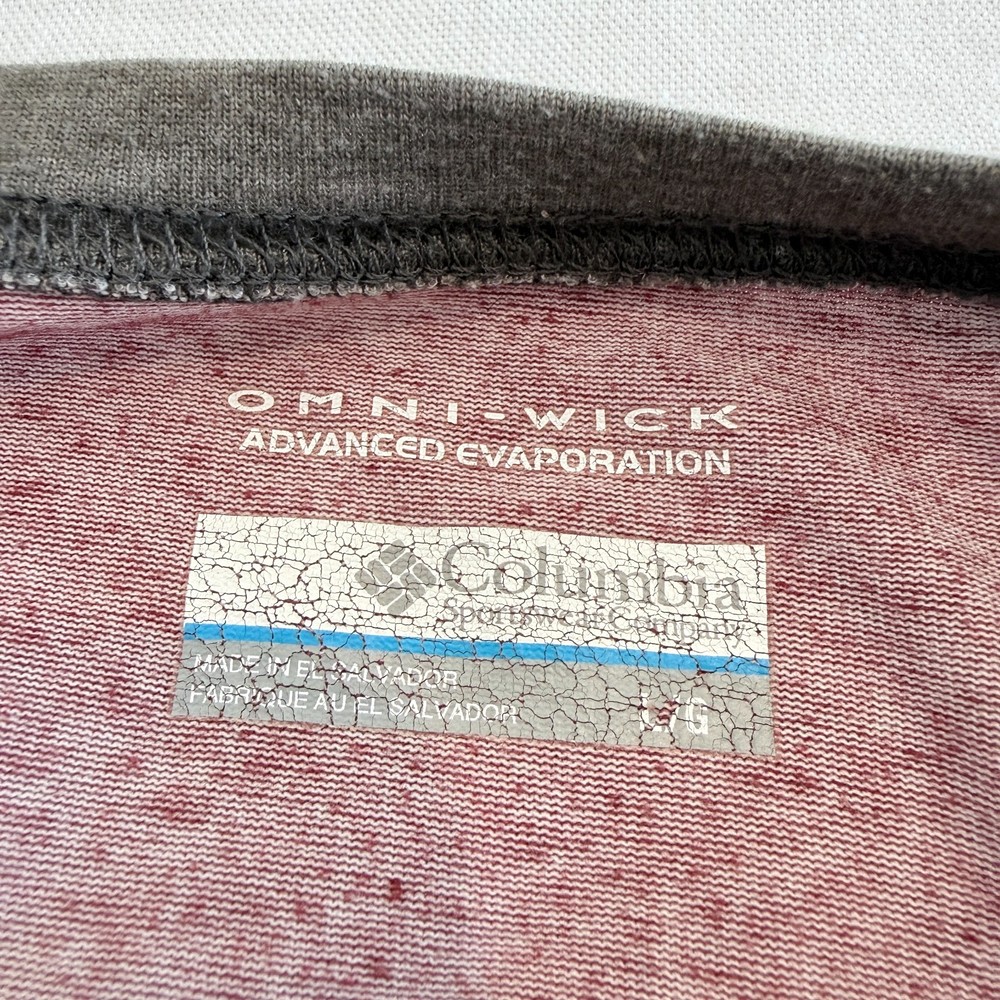 OMNI-WICK
ADVANCED EVAPORATION
Columbia
Sportswear Company
MADE IN EL SALVADOR
FABRIQUE AU EL SALVADOR
L/G